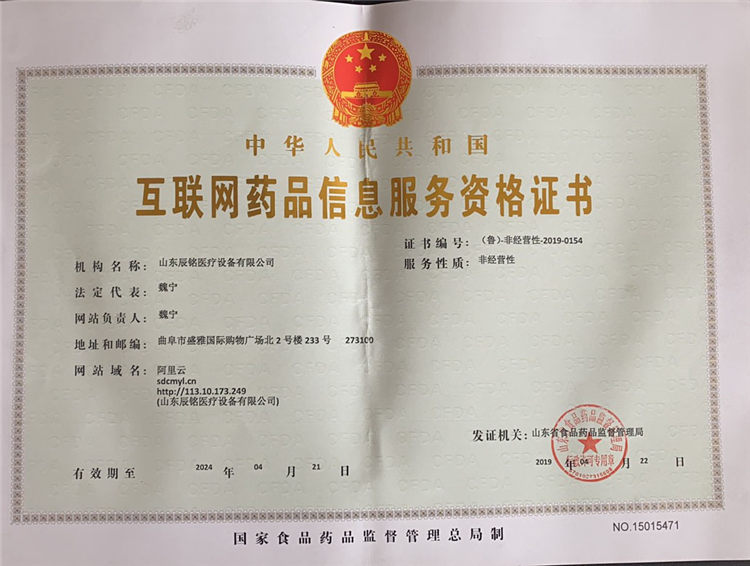 中华人民共和国
互联网药品信息服务资格证书
证书编号: （鲁）-非经营性-2019-0154
服务性质: 非经营性
机构名称: 山东辰铭医疗设备有限公司
法定代表: 魏宁
网站负责人: 魏宁
地址和邮编: 曲阜市盛雅国际购物广场北 2 号楼 233 号 273100
网站域名: 阿里云
sdcmyl.cn
http://113.10.173.249
(山东辰铭医疗设备有限公司)
发证机关: 山东省食品药品监督管理局
有效期至 2024 年 04 月 21 日
2019 年 04 月 22 日
国家食品药品监督管理总局制
NO.15015471